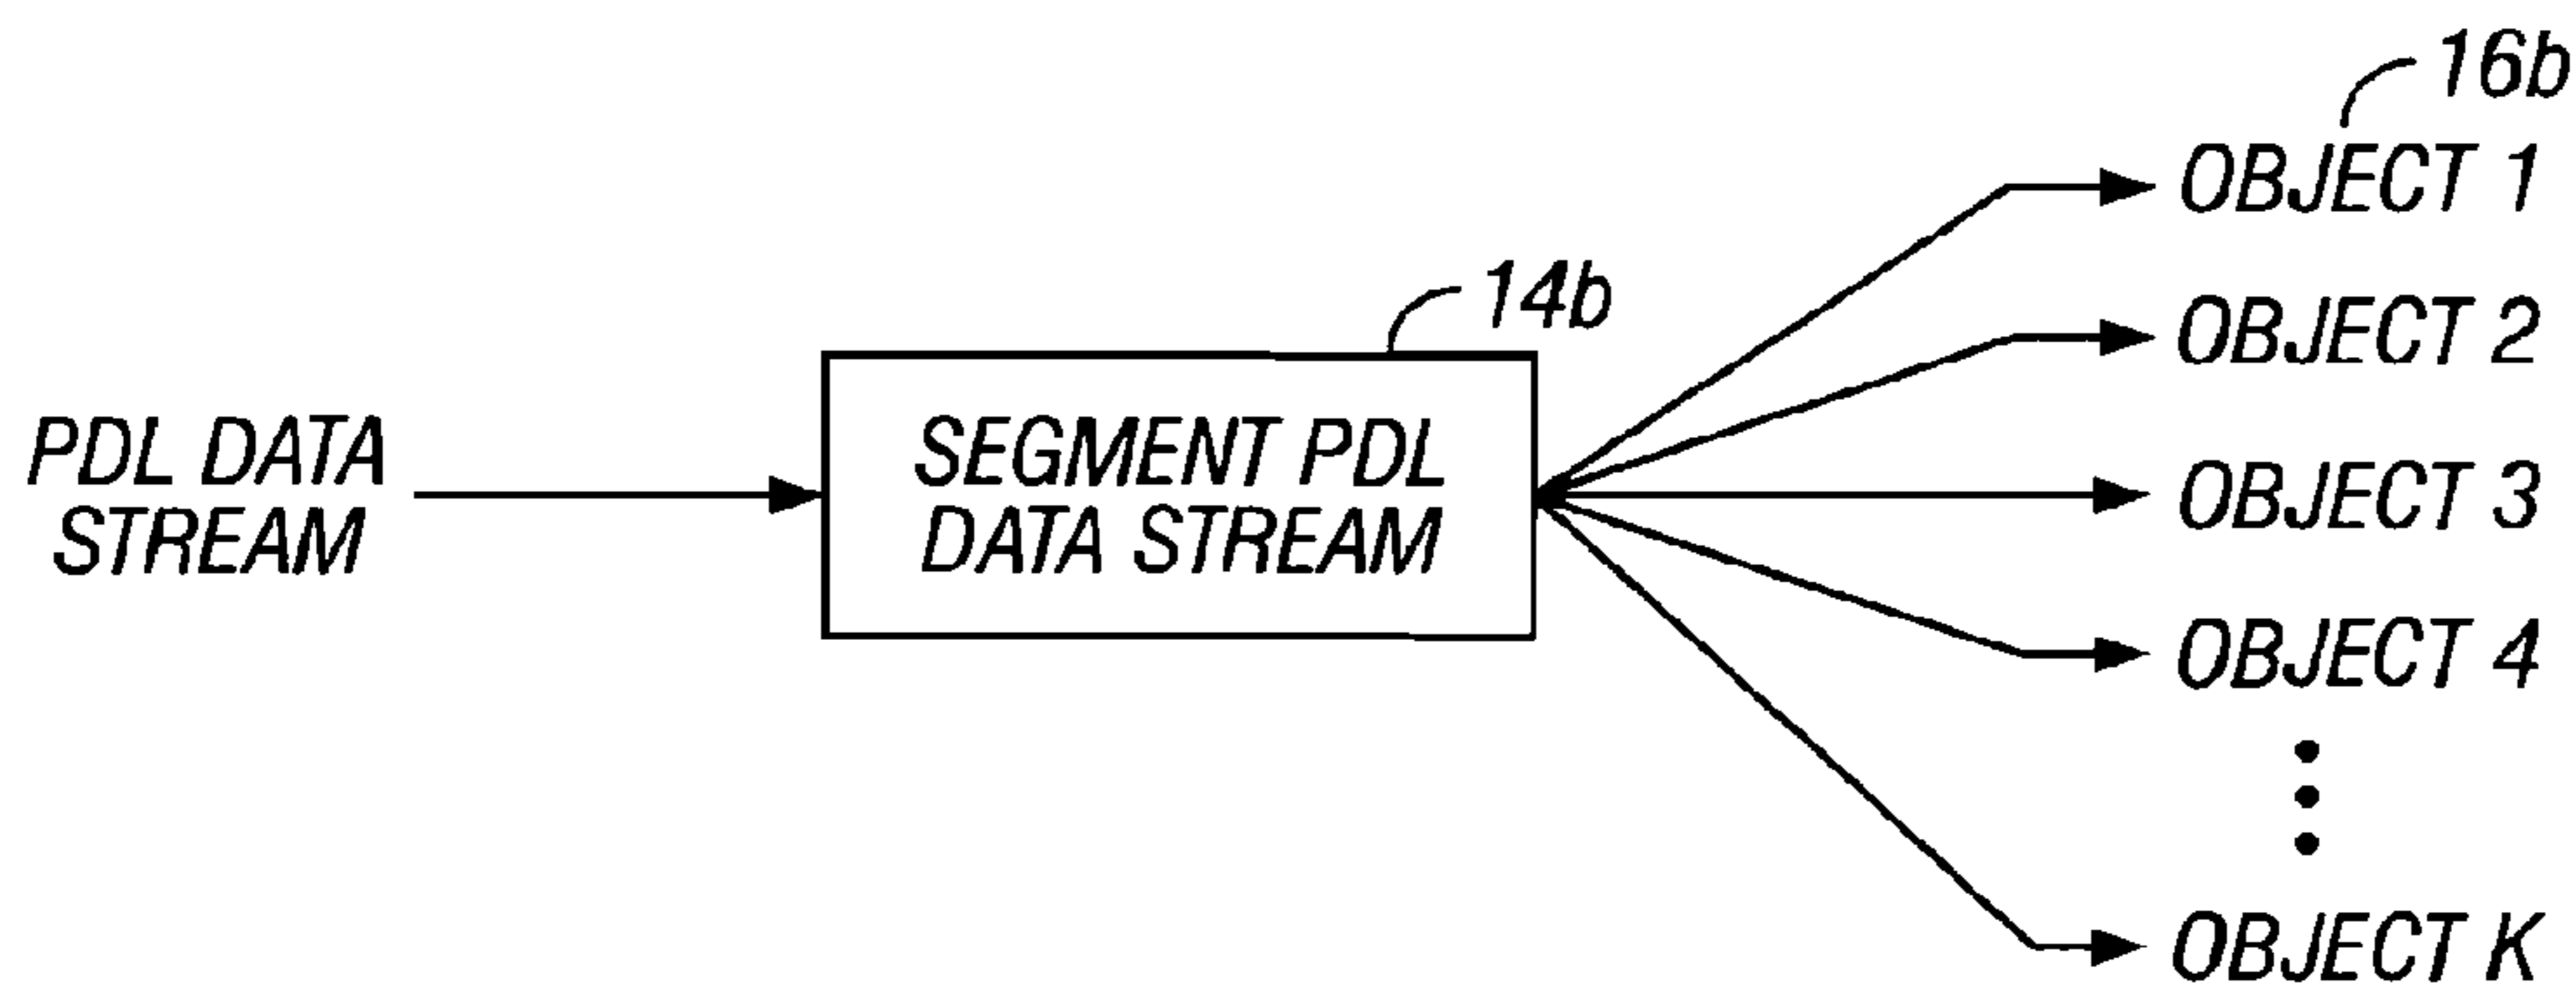 16b
OBJECT 1
14b
OBJECT 2
PDL DATA
STREAM
SEGMENT PDL
DATA STREAM
OBJECT 3
OBJECT 4
OBJECT K